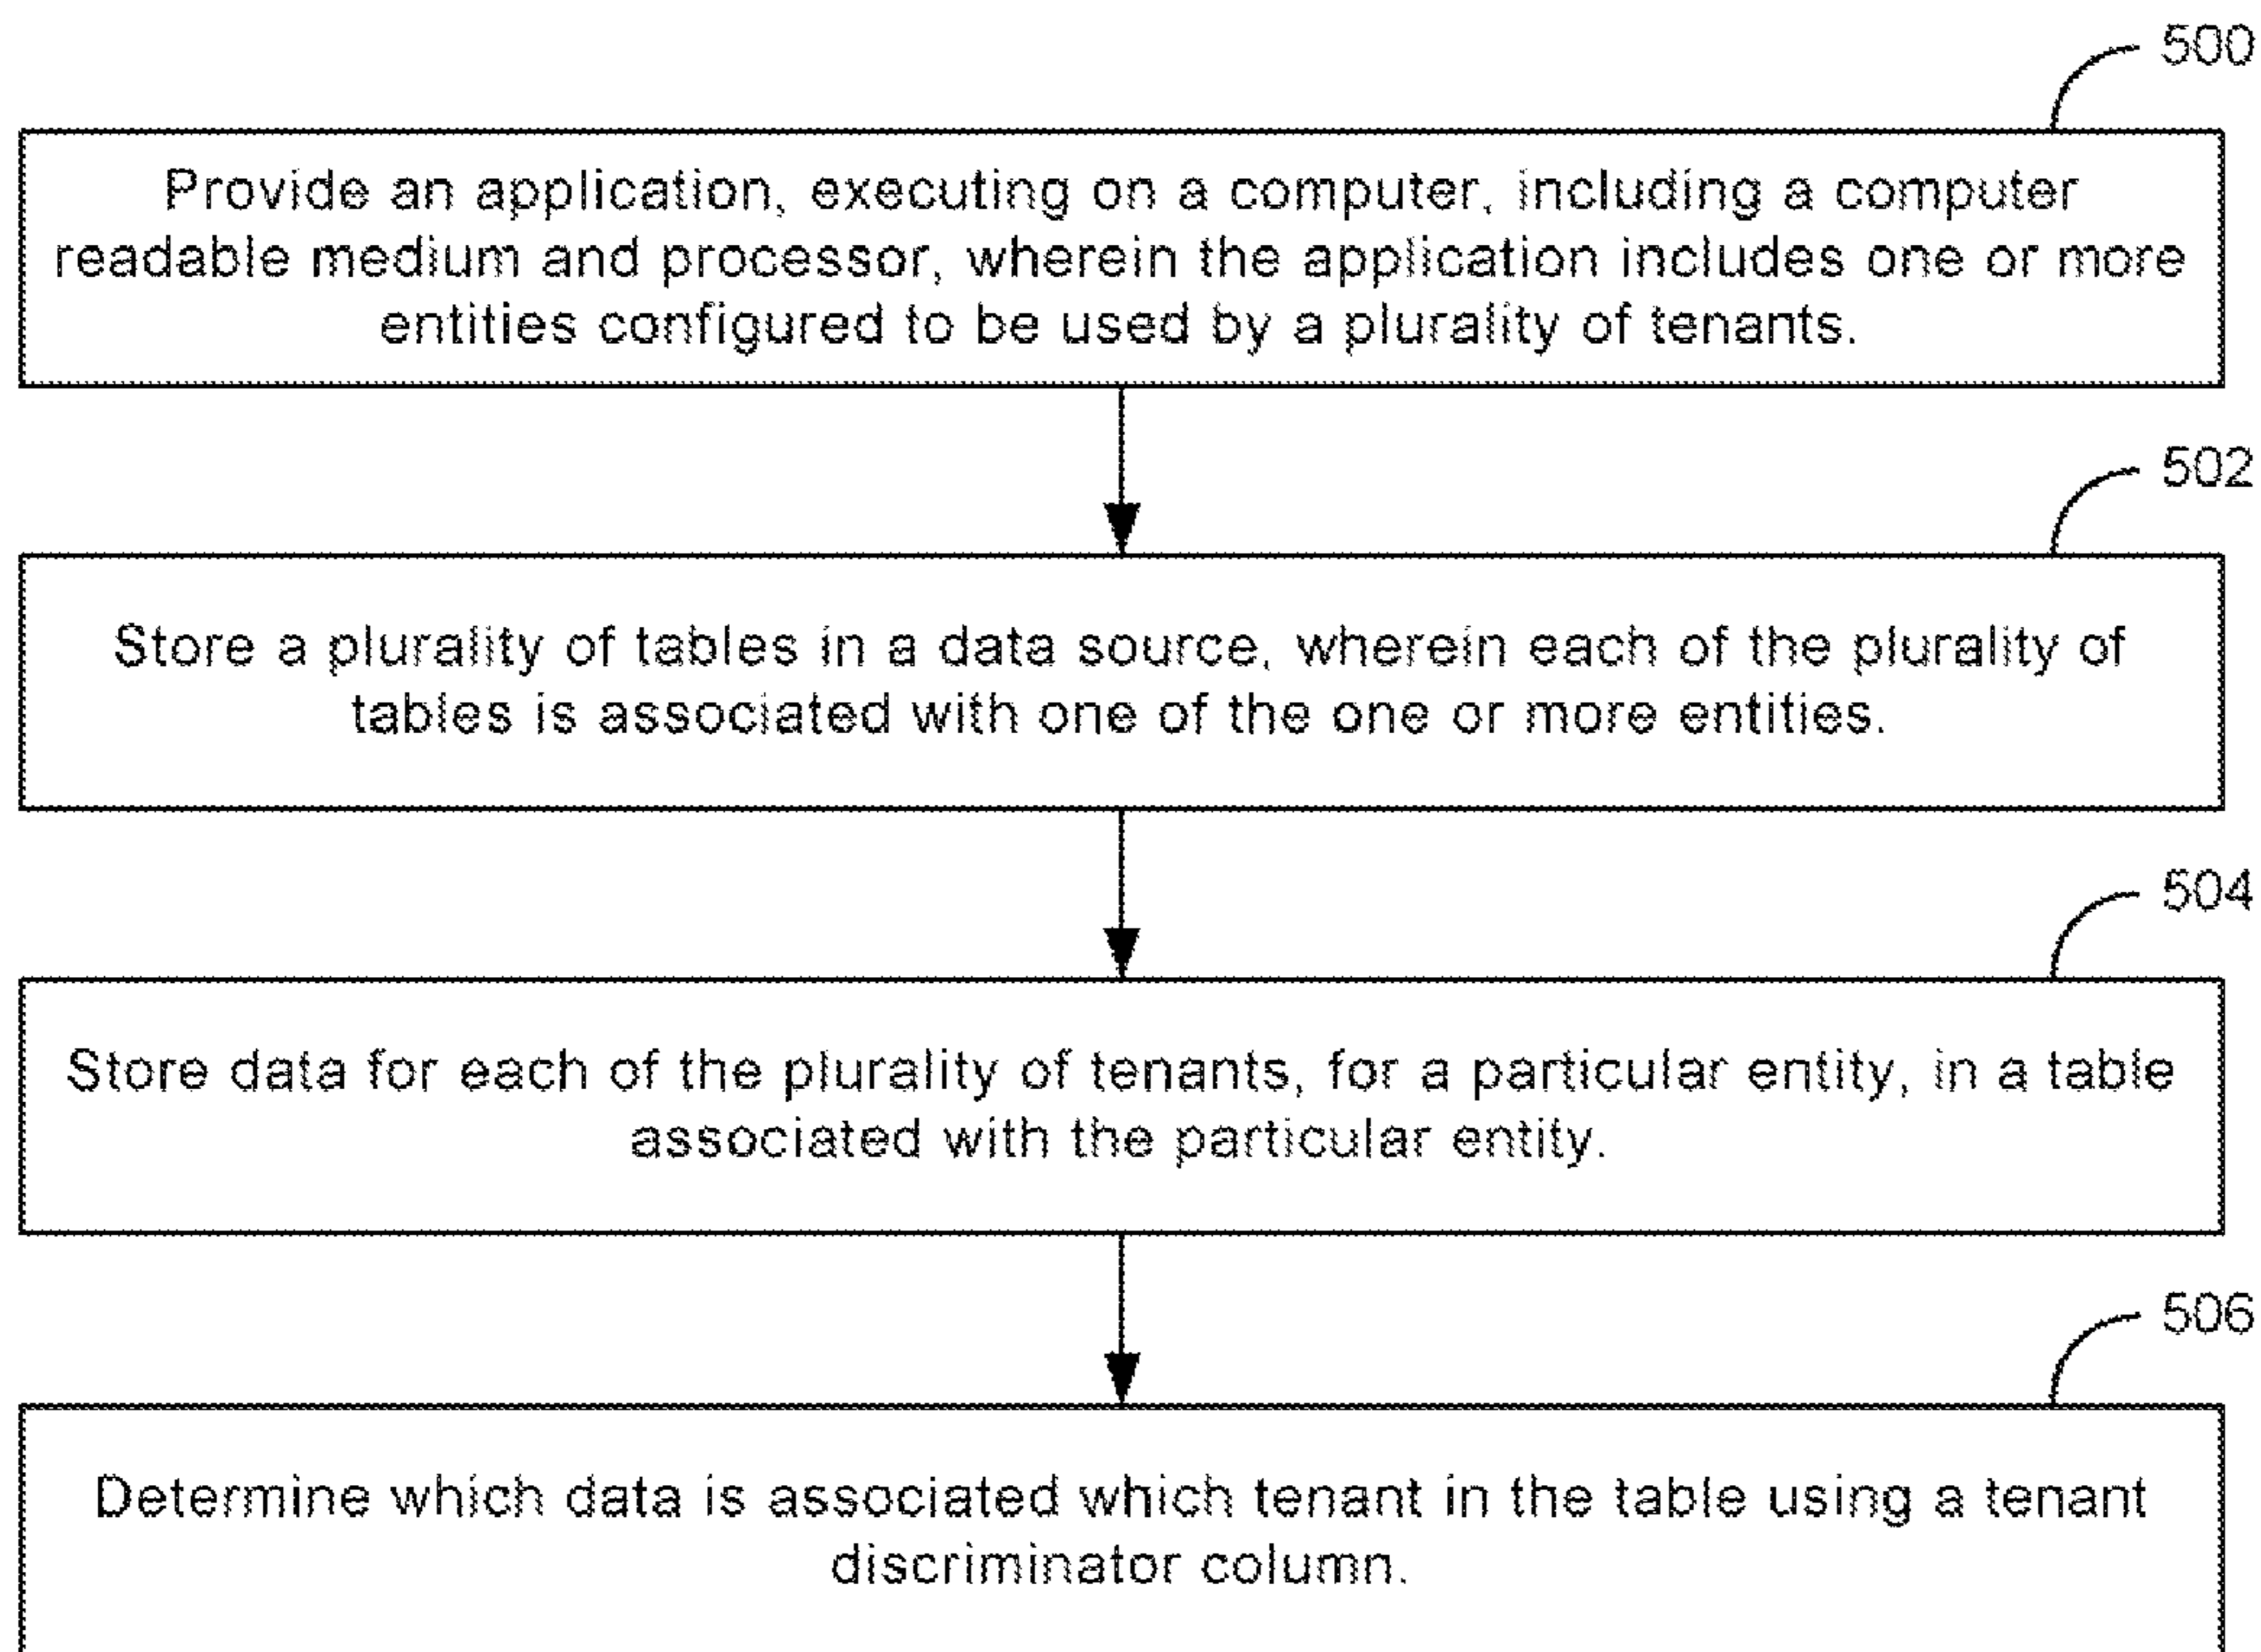 500
Provide an application, executing on a computer, including a computer
readable medium and processor, wherein the application includes one or more
entities configured to be used by a plurality of tenants.
502
Store a plurality of tables in a data source, wherein each of the plurality of
tables is associated with one of the one or more entities.
504
Store data for each of the plurality of tenants, for a particular entity, in a table
associated with the particular entity.
506
Determine which data is associated which tenant in the table using a tenant
discriminator column.